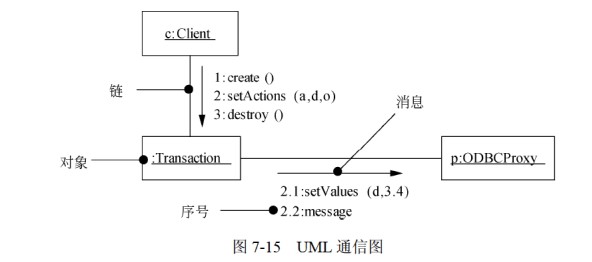 c:Client
链
1:create ()
2:setActions (a,d,o)
3:destroy ()
消息
对象
:Transaction
p:ODBCProxy
2.1:setValues (d,3.4)
序号
2.2:message
图 7-15 UML 通信图